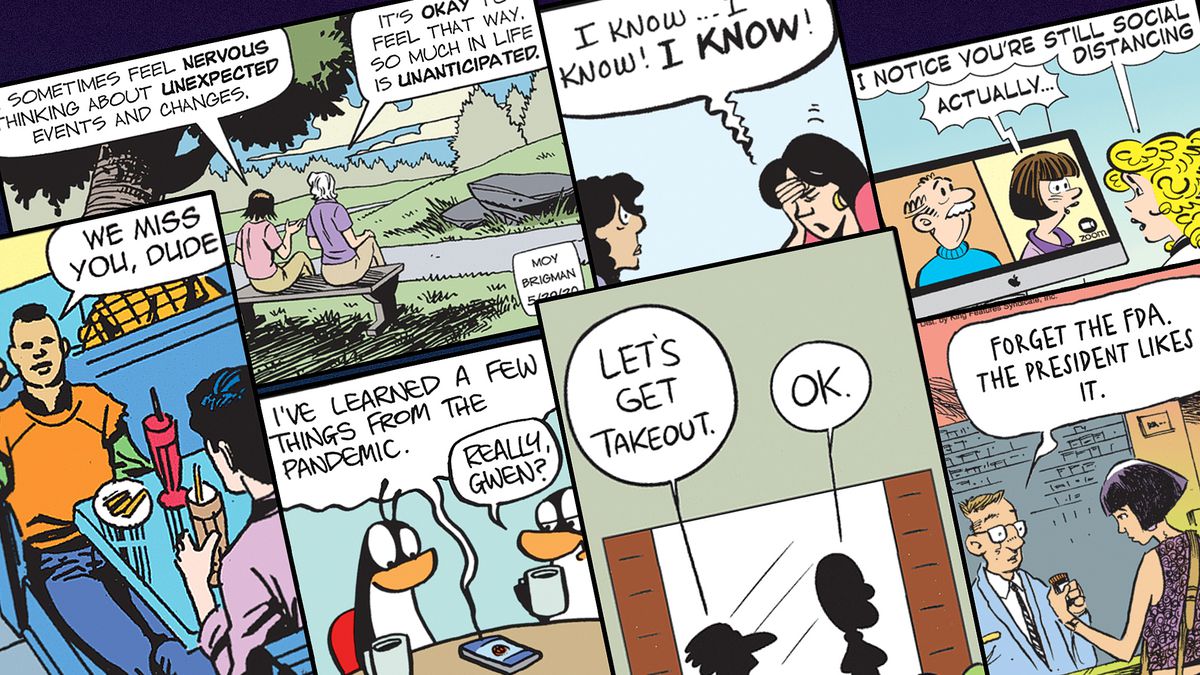 SOMETIMES FEEL NERVOUS
THINKING ABOUT UNEXPECTED
EVENTS AND CHANGES.
IT'S OKAY TO
FEEL THAT WAY.
SO MUCH IN LIFE
IS UNANTICIPATED.
MOY
BRIGMAN
5/29/20
I KNOW... I
KNOW! I KNOW!
I NOTICE YOU'RE STILL SOCIAL
DISTANCING
ACTUALLY...
zoom
WE MISS
YOU, DUDE
I'VE LEARNED A FEW
THINGS FROM THE
PANDEMIC.
REALLY,
GWEN?
LET'S
GET
TAKEOUT.
OK.
Dist. by King Features Syndicate, Inc.
FORGET THE FDA.
THE PRESIDENT LIKES
IT.